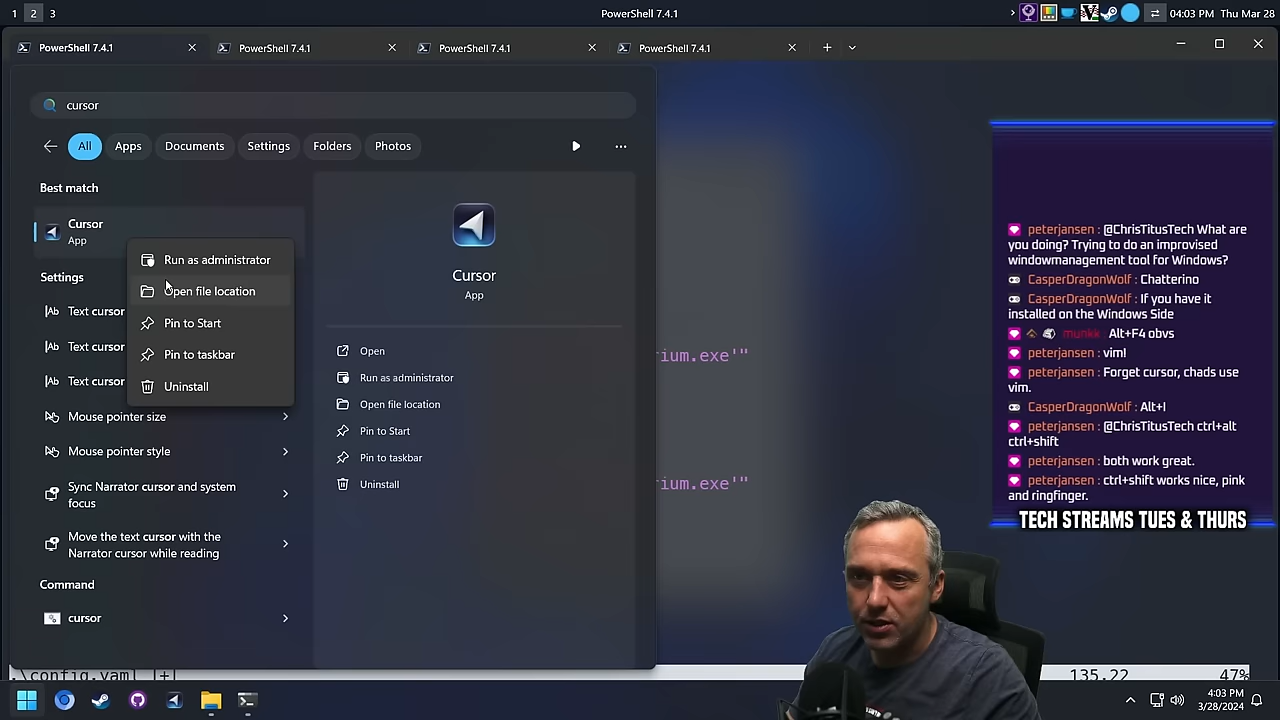 1 2 3
PowerShell 7.4.1
04:03 PM Thu Mar 28
PowerShell 7.4.1
PowerShell 7.4.1
PowerShell 7.4.1
PowerShell 7.4.1
cursor
All
Apps
Documents
Settings
Folders
Photos
Best match
Cursor
App
Run as administrator
Open file location
Pin to Start
Pin to taskbar
Uninstall
Settings
Text cursor
Text cursor
Text cursor
Mouse pointer size
Mouse pointer style
Sync Narrator cursor and system
focus
Move the text cursor with the
Narrator cursor while reading
Command
cursor
Cursor
App
Open
Run as administrator
Open file location
Pin to Start
Pin to taskbar
Uninstall
rium.exe'"
rium.exe'"
peterjansen : @ChrisTitusTech What are
you doing? Trying to do an improvised
windowmanagement tool for Windows?
CasperDragonWolf : Chatterino
CasperDragonWolf : If you have it
installed on the Windows Side
munkk Alt+F4 obvs
peterjansen : vim!
peterjansen : Forget cursor, chads use
vim.
CasperDragonWolf : Alt+I
peterjansen : @ChrisTitusTech ctrl+alt
ctrl+shift
peterjansen : both work great.
peterjansen : ctrl+shift works nice, pink
and ringfinger.
TECH STREAMS TUES & THURS
.\config.yaml [+]
135,22
47%
4:03 PM
3/28/2024